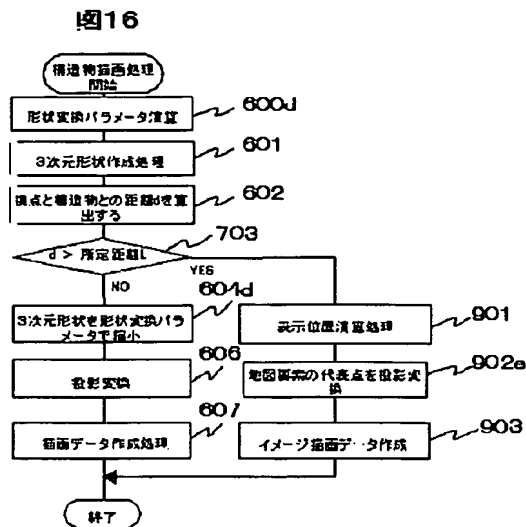 図16
構造物描画処理
開始
形状変換パラメータ演算
600d
3次元形状作成処理
601
視点と構造物との距離dを算
出する
602
d > 所定距離L
703
YES
NO
3次元形状を形状変換パラ
メータで縮小
604d
表示位置演算処理
901
投影変換
606
地図要素の代表点を投影変
換
902e
描画データ作成処理
607
イメージ描画データ作成
903
終了